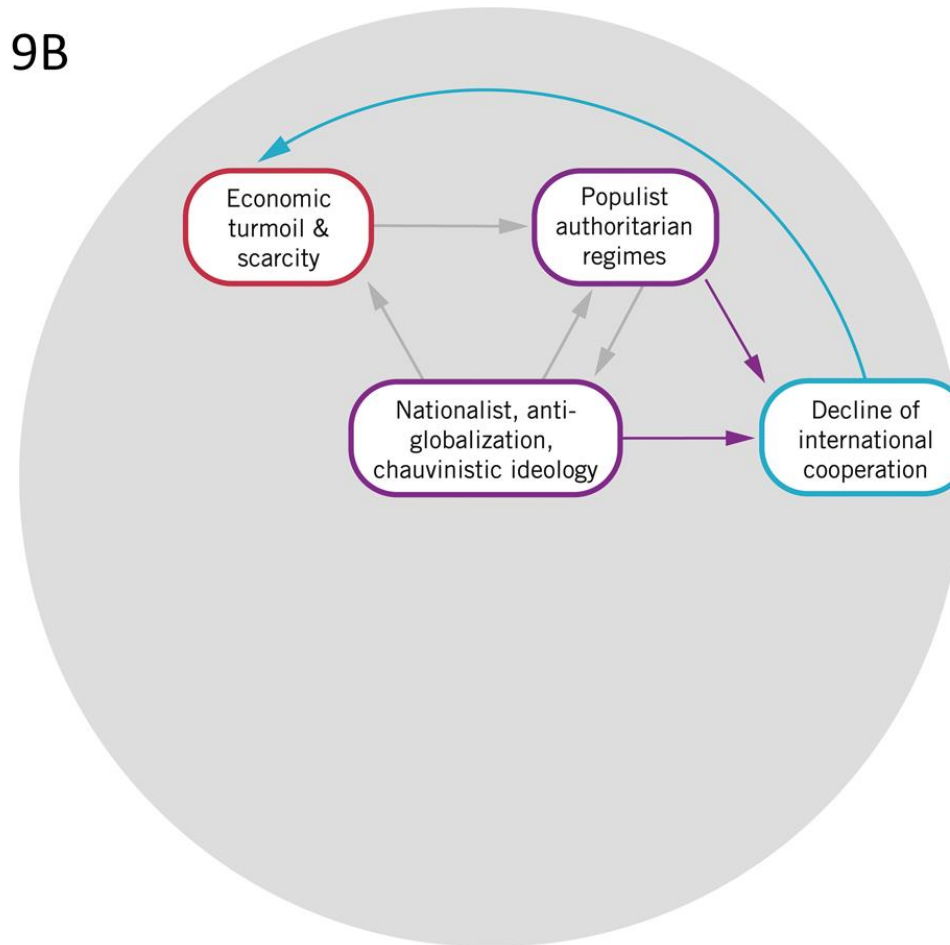 9B
Economic
turmoil &
scarcity
Populist
authoritarian
regimes
Nationalist, anti-
globalization,
chauvinistic ideology
Decline of
international
cooperation